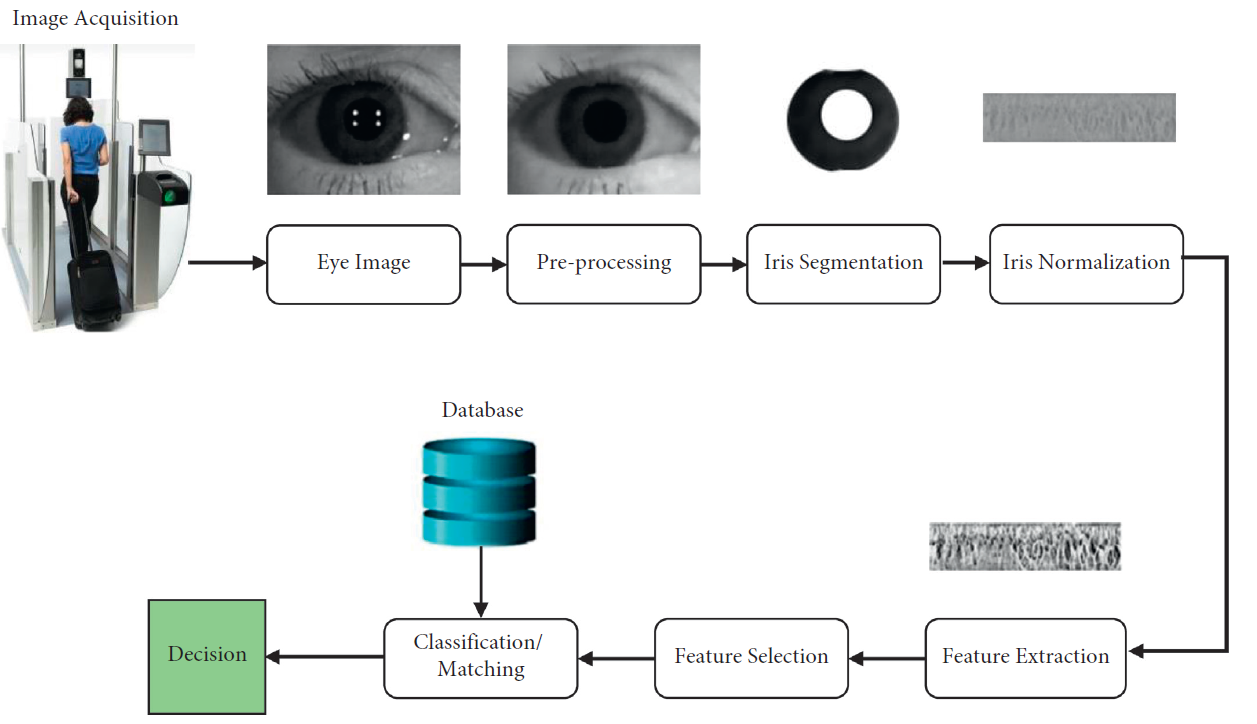 Image Acquisition
Eye Image
Pre-processing
Iris Segmentation
Iris Normalization
Database
Decision
Classification/
Matching
Feature Selection
Feature Extraction